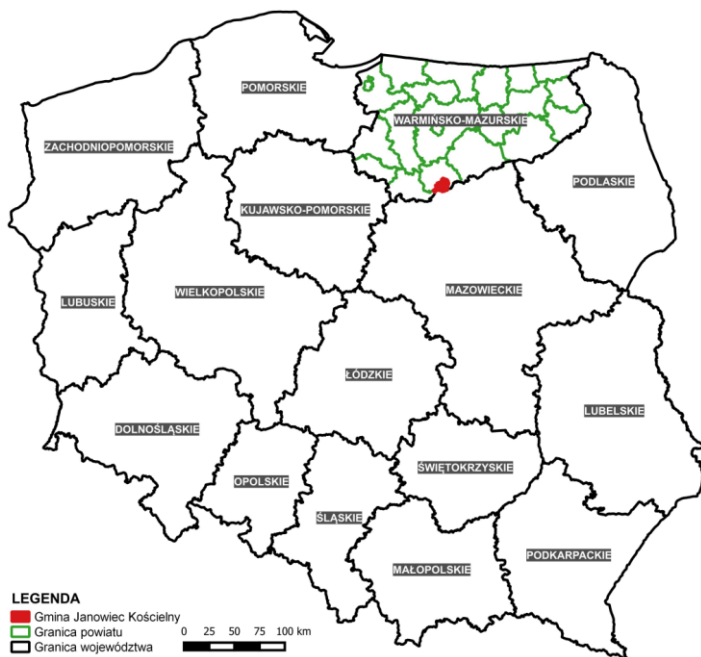 POMORSKIE
WARMIŃSKO-MAZURSKIE
ZACHODNIOPOMORSKIE
PODLASKIE
KUJAWSKO-POMORSKIE
WIELKOPOLSKIE
MAZOWIECKIE
LUBUSKIE
ŁÓDZKIE
LUBELSKIE
DOLNOŚLĄSKIE
ŚWIĘTOKRZYSKIE
OPOLSKIE
ŚLĄSKIE
PODKARPACKIE
MAŁOPOLSKIE
LEGENDA
Gmina Janowiec Kościelny
Granica powiatu
Granica województwa
0 25 50 75 100 km